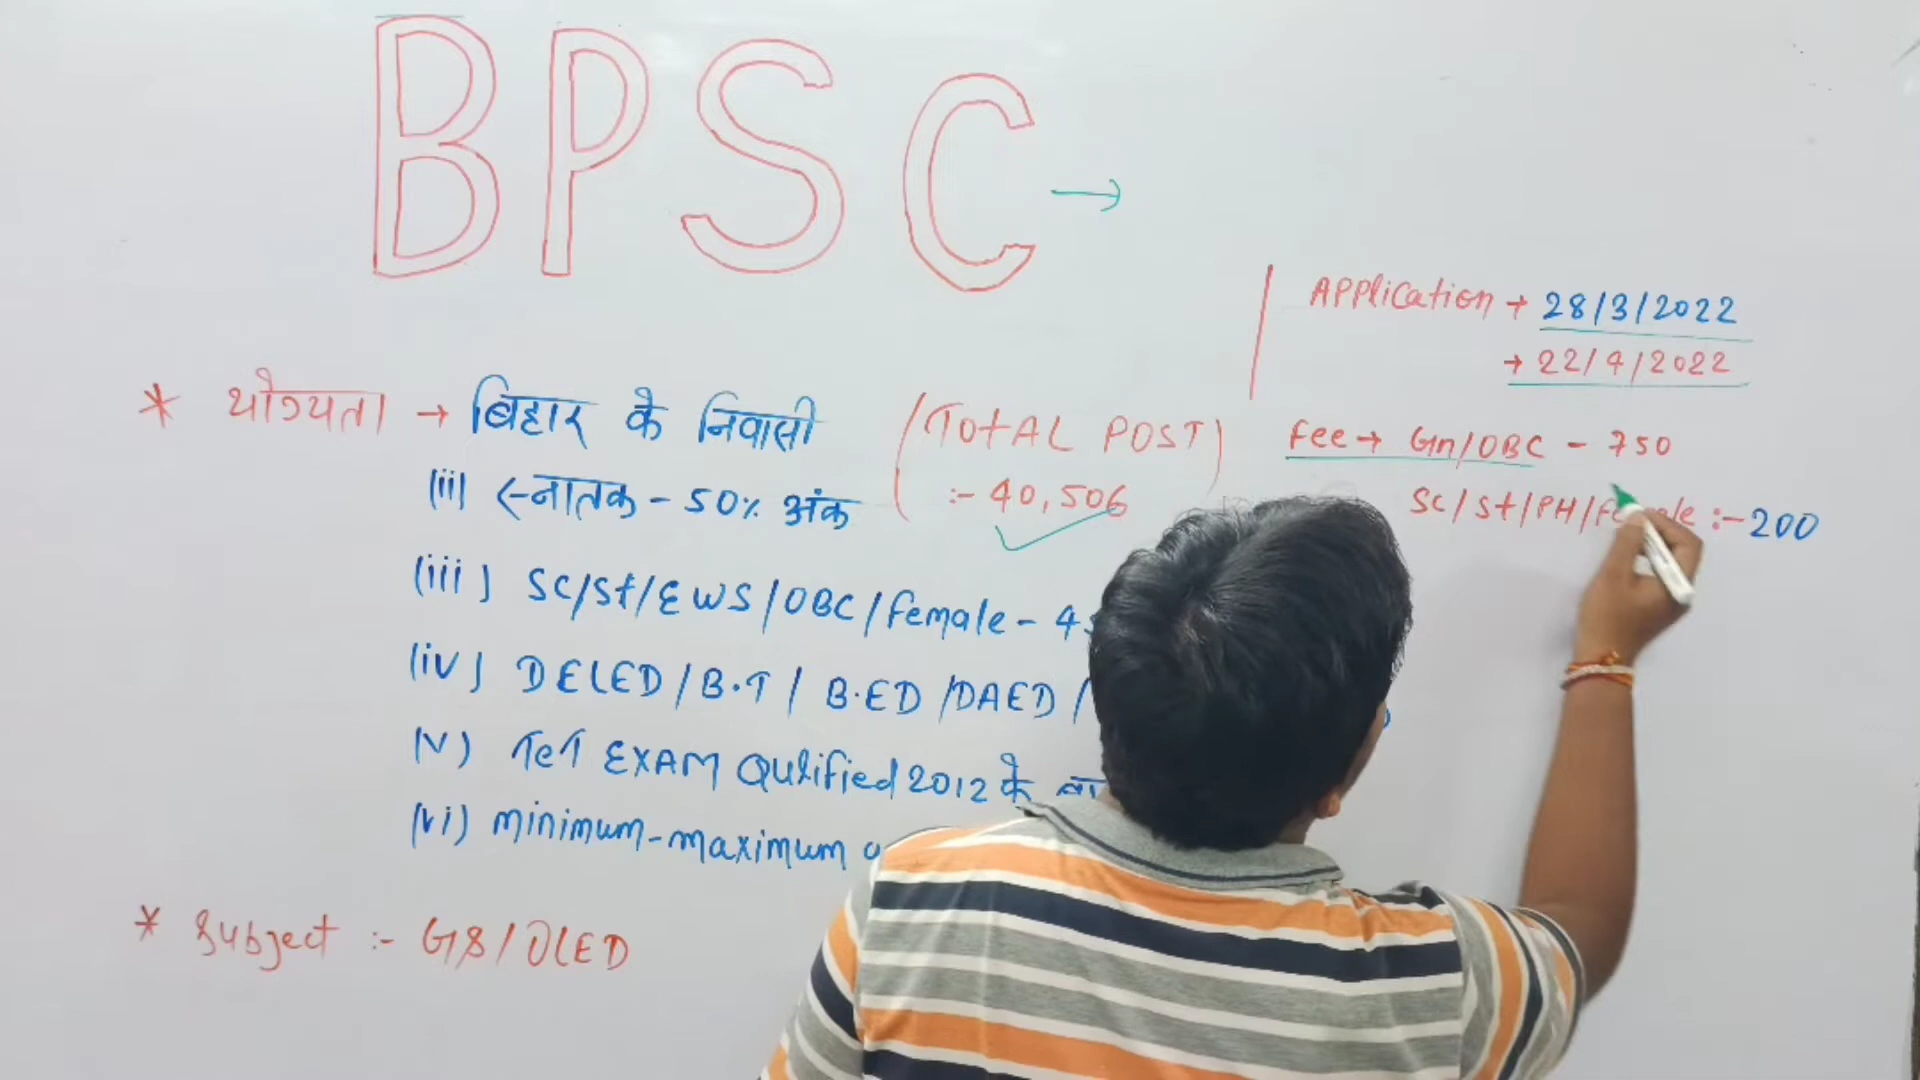 BPSC →
Application → 28/3/2022
→ 22/4/2022
* योग्यता → बिहार के निवासी
(TOTAL POST)
:- 40,506
Fee → Gn/OBC - 750
SC/St/PH/Female :- 200
(ii) स्नातक - 50% अंक
(iii) SC/St/EWS/OBC/Female -
(iv) DELED / B.T / B.ED /DAED /
(v) TeT EXAM Qulified 2012 के
(vi) minimum-maximum
* Subject :- GS/DLED